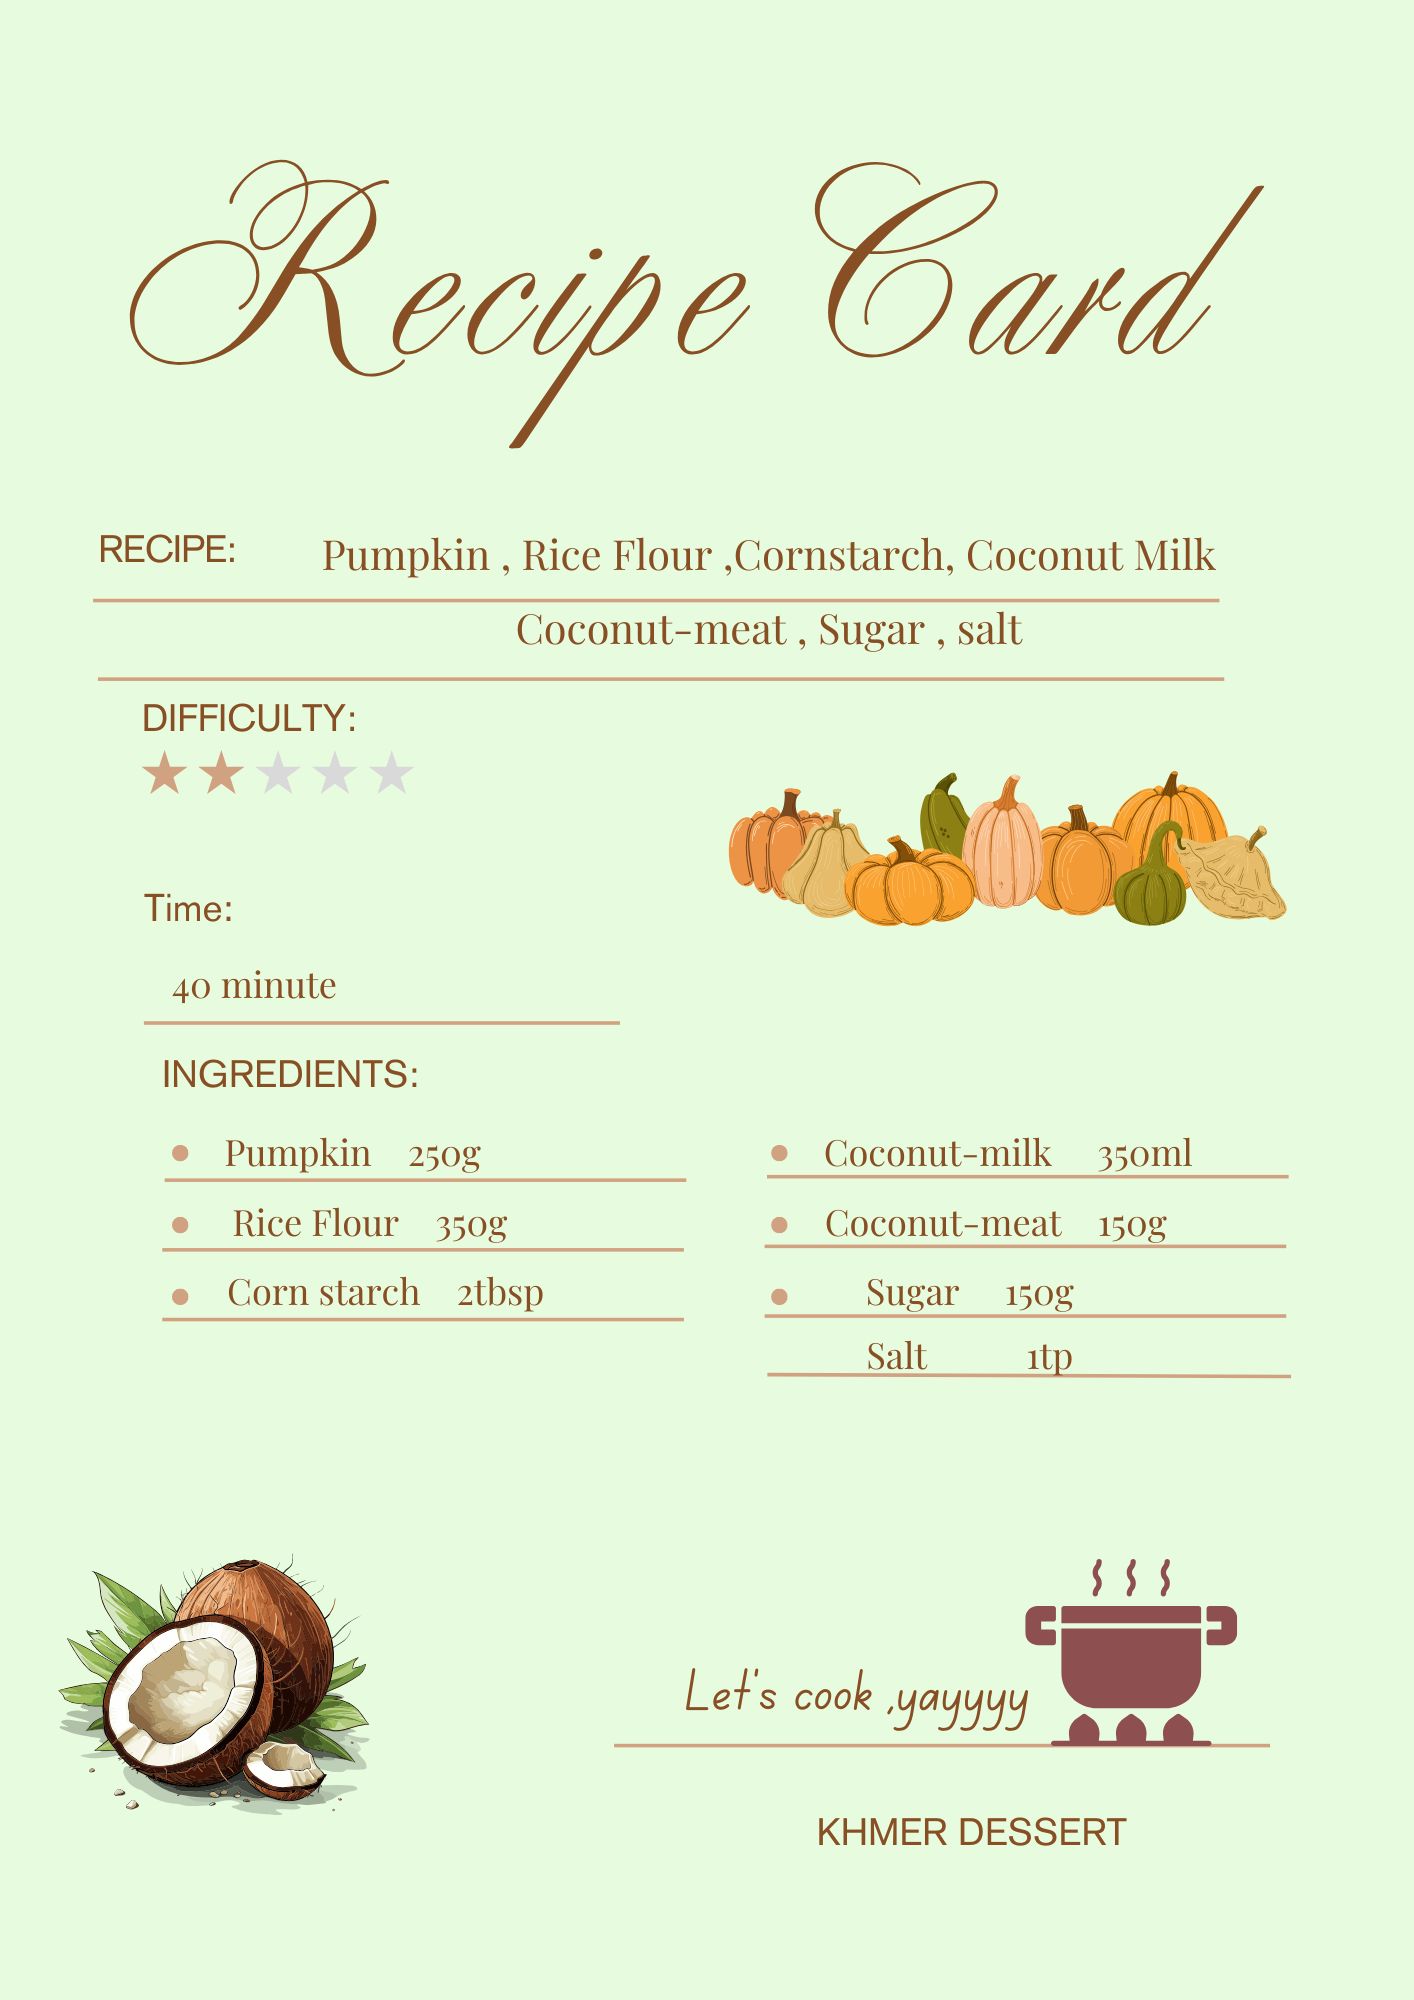 Recipe Card
RECIPE: Pumpkin , Rice Flour ,Cornstarch, Coconut Milk
Coconut-meat , Sugar , salt
DIFFICULTY:
Time:
40 minute
INGREDIENTS:
Pumpkin 250g
Rice Flour 350g
Corn starch 2tbsp
Coconut-milk 350ml
Coconut-meat 150g
Sugar 150g
Salt 1tp
Let's cook ,yayyyy
KHMER DESSERT